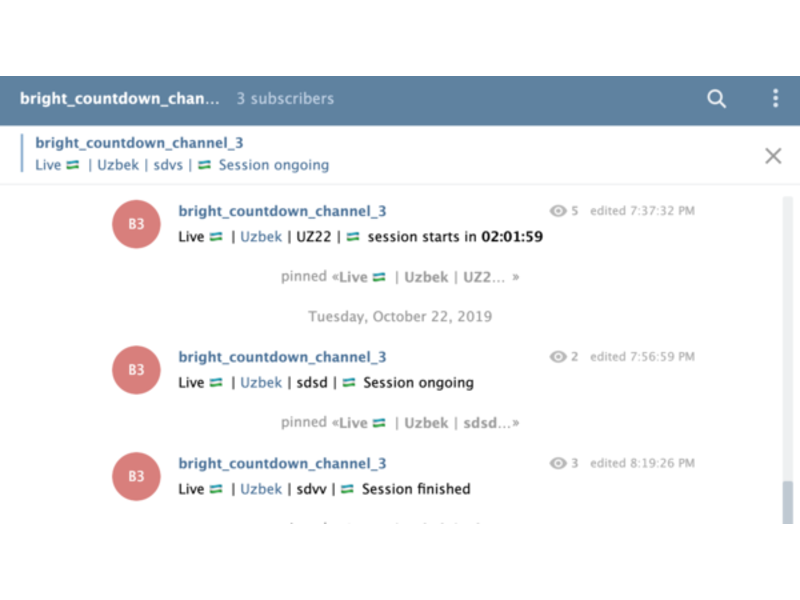 bright_countdown_chan... 3 subscribers
bright_countdown_channel_3
Live 🇺🇿 | Uzbek | sdvs | 🇺🇿 Session ongoing
bright_countdown_channel_3 5 edited 7:37:32 PM
B3
Live 🇺🇿 | Uzbek | UZ22 | 🇺🇿 session starts in 02:01:59
pinned «Live 🇺🇿 | Uzbek | UZ2... »
Tuesday, October 22, 2019
bright_countdown_channel_3 2 edited 7:56:59 PM
B3
Live 🇺🇿 | Uzbek | sdsd | 🇺🇿 Session ongoing
pinned «Live 🇺🇿 | Uzbek | sdsd...»
bright_countdown_channel_3 3 edited 8:19:26 PM
B3
Live 🇺🇿 | Uzbek | sdvv | 🇺🇿 Session finished